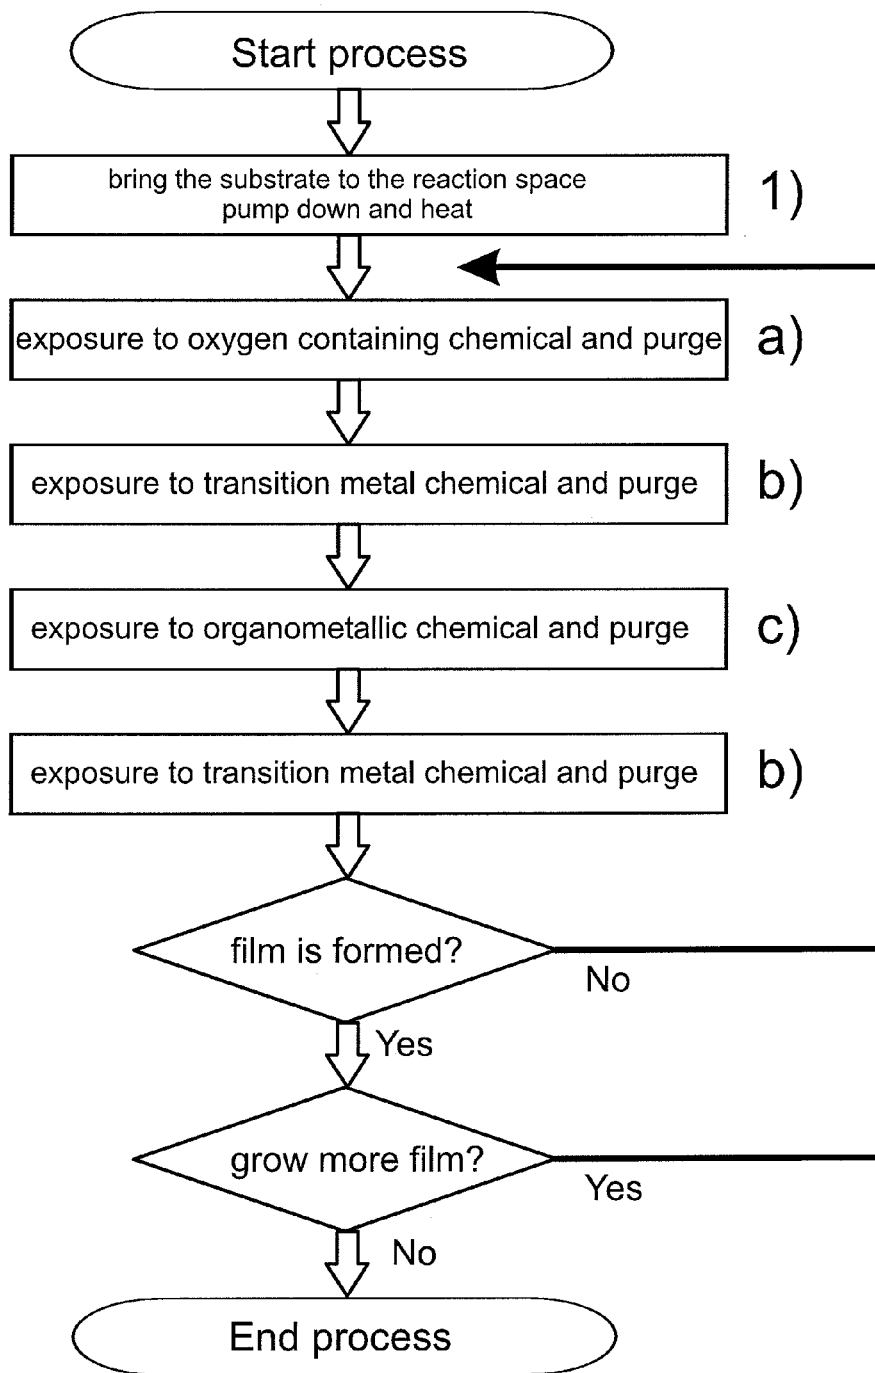 Start process
bring the substrate to the reaction space
pump down and heat
1)
exposure to oxygen containing chemical and purge
a)
exposure to transition metal chemical and purge
b)
exposure to organometallic chemical and purge
c)
exposure to transition metal chemical and purge
b)
film is formed?
No
Yes
grow more film?
Yes
No
End process